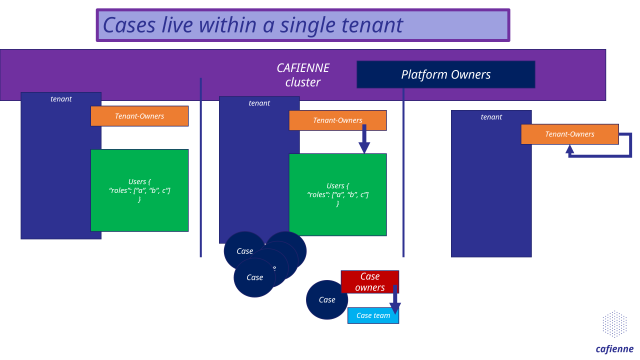 Cases live within a single tenant
CAFIENNE
cluster
Platform Owners
tenant
Tenant-Owners
Users {
"roles": ["a", "b", "c"]
}
tenant
Tenant-Owners
Users {
"roles": ["a", "b", "c"]
}
tenant
Tenant-Owners
Case
Case
Case
Case
owners
Case team
cafienne